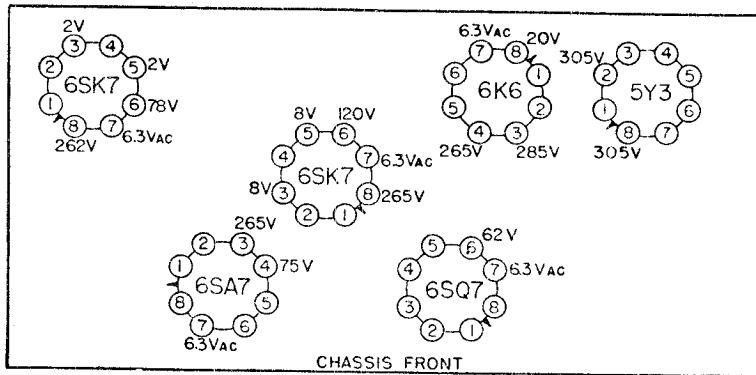 2V
3 4
2 5 2V
6SK7
1 6 78V
8 7
262V 6.3VAC
6.3VAC 20V
7 8
6 1
6K6
5 2
4 3
265V 285V
305V 3 4
2 5
5Y3
1 6
8 7
305V
8V 120V
5 6
4 7 6.3VAC
6SK7
8V 3 8 265V
2 1
265V
2 3
1 4 75V
6SA7
8 5
7 6
6.3VAC
62V
5 6
4 7 6.3VAC
6SQ7
3 8
2 1
CHASSIS FRONT